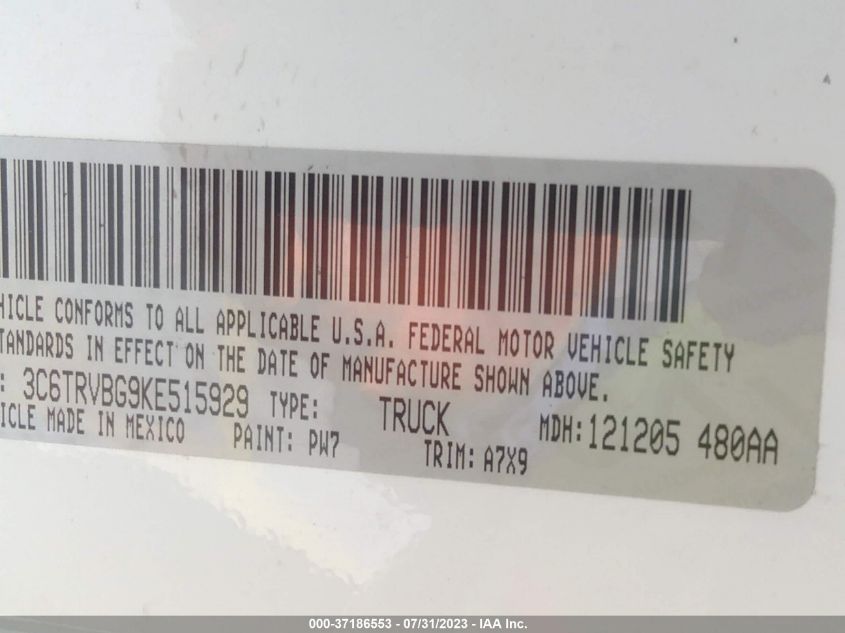 HICLE CONFORMS TO ALL APPLICABLE U.S.A. FEDERAL MOTOR VEHICLE SAFETY
TANDARDS IN EFFECT ON THE DATE OF MANUFACTURE SHOWN ABOVE.
: 3C6TRVBG9KE515929 TYPE: TRUCK MDH: 121205 480AA
ICLE MADE IN MEXICO PAINT: PW7 TRIM: A7X9
000-37186553 - 07/31/2023 - IAA Inc.